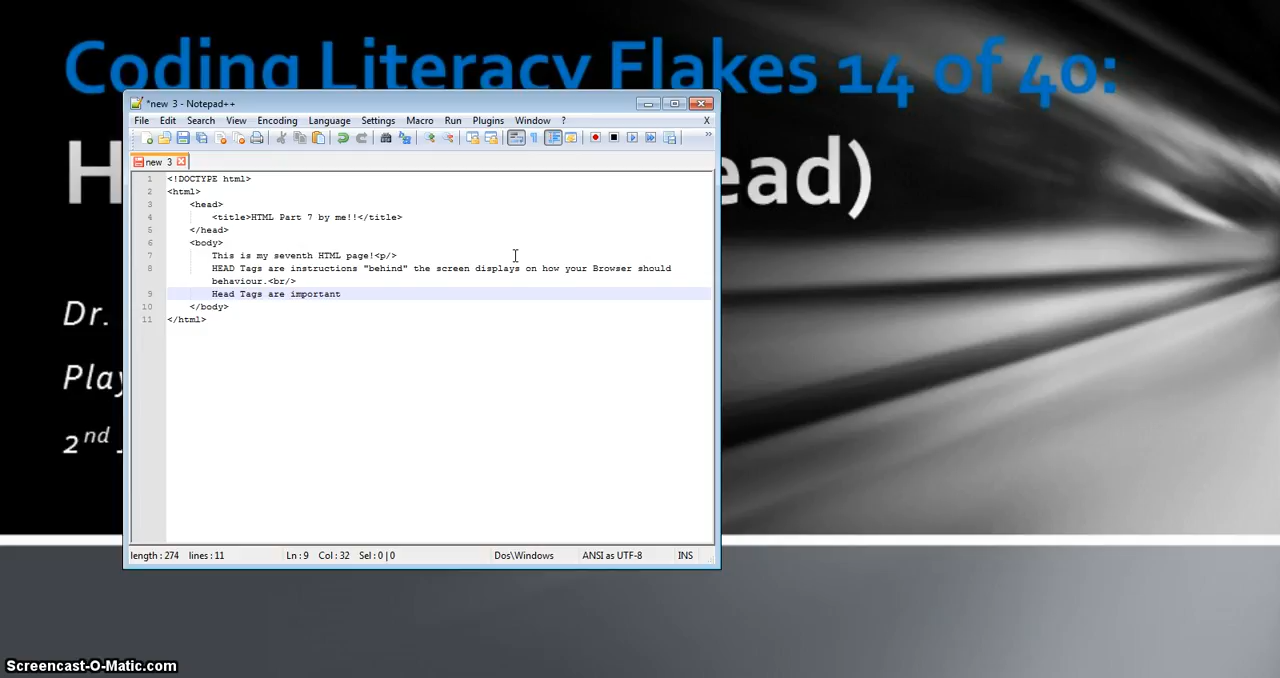 Coding Literacy Flakes 14 of 40:
H
ead)
Dr.
Play
2nd J
*new 3 - Notepad++
File Edit Search View Encoding Language Settings Macro Run Plugins Window ? X
new 3
1 <!DOCTYPE html>
2 <html>
3 <head>
4 <title>HTML Part 7 by me!!</title>
5 </head>
6 <body>
7 This is my seventh HTML page!<p/>
8 HEAD Tags are instructions "behind" the screen displays on how your Browser should
behaviour.<br/>
9 Head Tags are important
10 </body>
11 </html>
length : 274 lines : 11 Ln : 9 Col : 32 Sel : 0 | 0 Dos\Windows ANSI as UTF-8 INS
Screencast-O-Matic.com